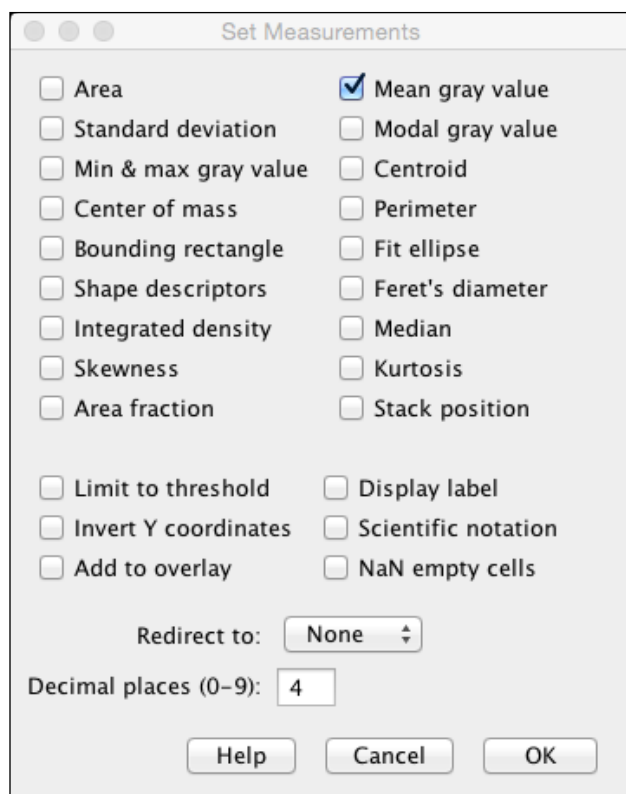 Set Measurements
Area Mean gray value
Standard deviation Modal gray value
Min & max gray value Centroid
Center of mass Perimeter
Bounding rectangle Fit ellipse
Shape descriptors Feret's diameter
Integrated density Median
Skewness Kurtosis
Area fraction Stack position
Limit to threshold Display label
Invert Y coordinates Scientific notation
Add to overlay NaN empty cells
Redirect to: None
Decimal places (0-9): 4
Help Cancel OK